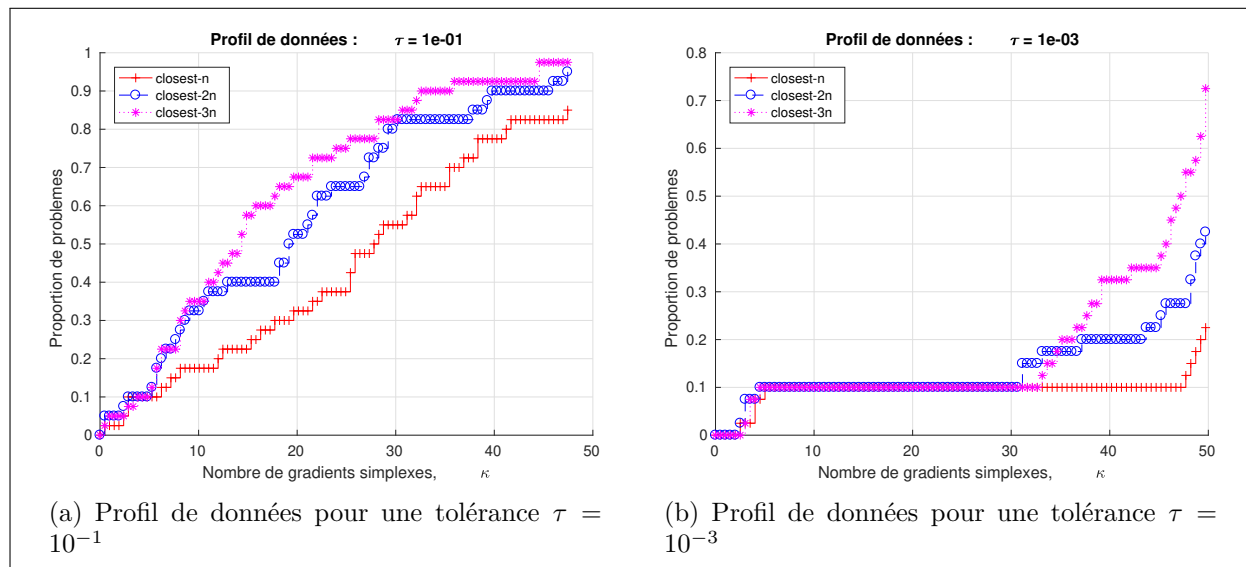 Profil de données : τ = 1e-01
closest-n
closest-2n
closest-3n
Proportion de problemes
1
0.9
0.8
0.7
0.6
0.5
0.4
0.3
0.2
0.1
0
0 10 20 30 40 50
Nombre de gradients simplexes, κ
(a) Profil de données pour une tolérance τ =
10⁻¹
Profil de données : τ = 1e-03
closest-n
closest-2n
closest-3n
Proportion de problemes
0.8
0.7
0.6
0.5
0.4
0.3
0.2
0.1
0
0 10 20 30 40 50
Nombre de gradients simplexes, κ
(b) Profil de données pour une tolérance τ =
10⁻³